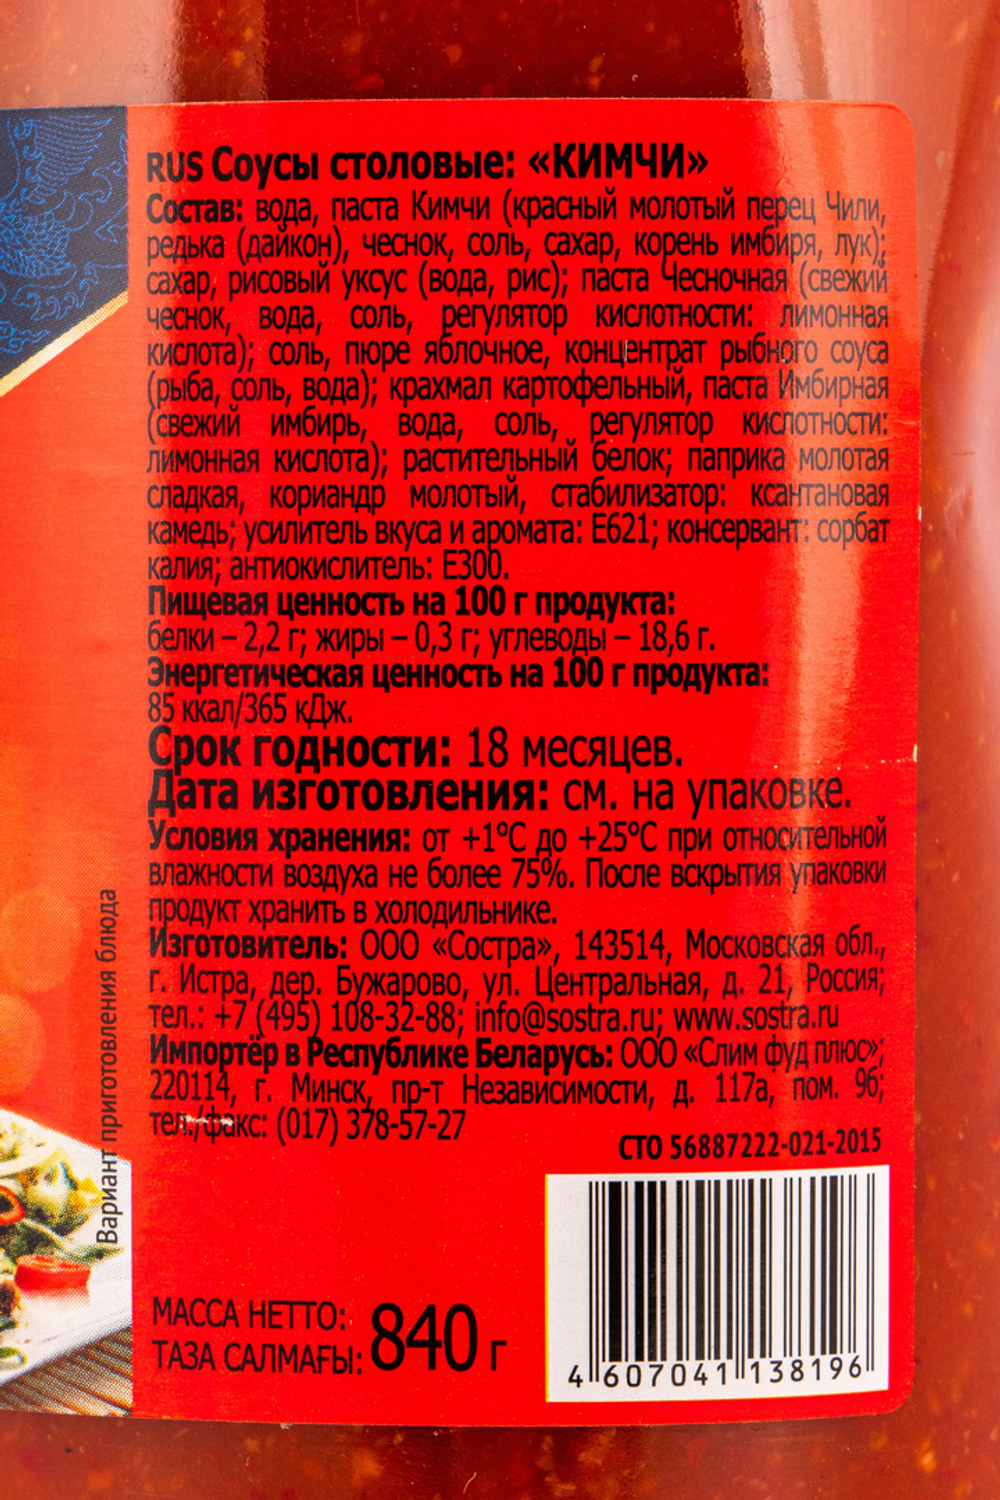 RUS Соусы столовые: «КИМЧИ»
Состав: вода, паста Кимчи (красный молотый перец Чили,
редька (дайкон), чеснок, соль, сахар, корень имбиря, лук);
сахар, рисовый уксус (вода, рис); паста Чесночная (свежий
чеснок, вода, соль, регулятор кислотности: лимонная
кислота); соль, пюре яблочное, концентрат рыбного соуса
(рыба, соль, вода); крахмал картофельный, паста Имбирная
(свежий имбирь, вода, соль, регулятор кислотности:
лимонная кислота); растительный белок; паприка молотая
сладкая, кориандр молотый, стабилизатор: ксантановая
камедь; усилитель вкуса и аромата: Е621; консервант: сорбат
калия; антиокислитель: Е300.
Пищевая ценность на 100 г продукта:
белки – 2,2 г; жиры – 0,3 г; углеводы – 18,6 г.
Энергетическая ценность на 100 г продукта:
85 ккал/365 кДж.
Срок годности: 18 месяцев.
Дата изготовления: см. на упаковке.
Условия хранения: от +1°С до +25°С при относительной
влажности воздуха не более 75%. После вскрытия упаковки
продукт хранить в холодильнике.
Изготовитель: ООО «Состра», 143514, Московская обл.,
г. Истра, дер. Бужарово, ул. Центральная, д. 21, Россия;
тел.: +7 (495) 108-32-88; info@sostra.ru; www.sostra.ru
Импортёр в Республике Беларусь: ООО «Слим фуд плюс»;
220114, г. Минск, пр-т Независимости, д. 117а, пом. 9б;
тел./факс: (017) 378-57-27
СТО 56887222-021-2015
Вариант приготовления блюда
МАССА НЕТТО:
ТАЗА САЛМАҒЫ: 840 г
4 607041 138196